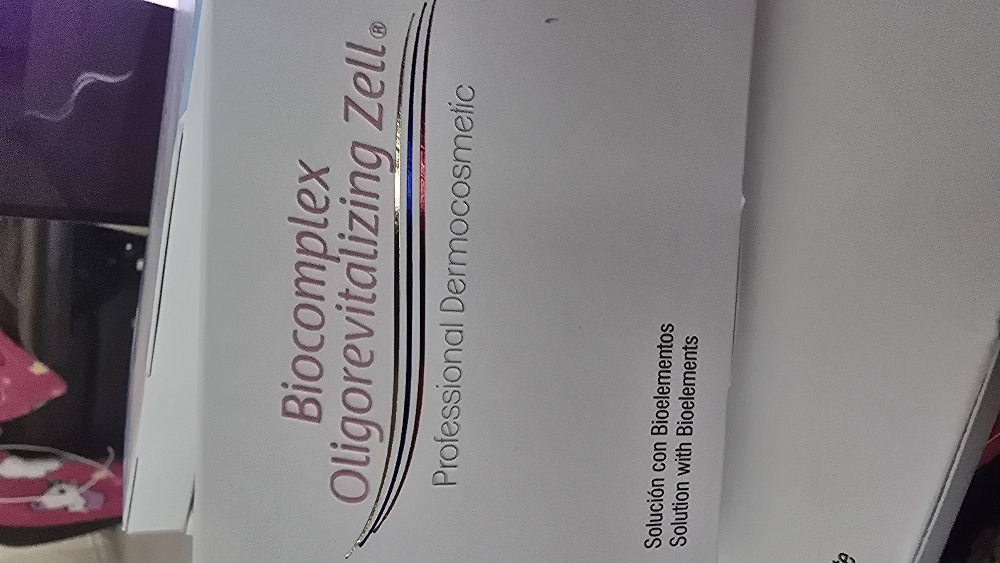 Biocomplex
Oligorevitalizing Zell®
Professional Dermocosmetic
Solución con Bioelementos
Solution with Bioelements